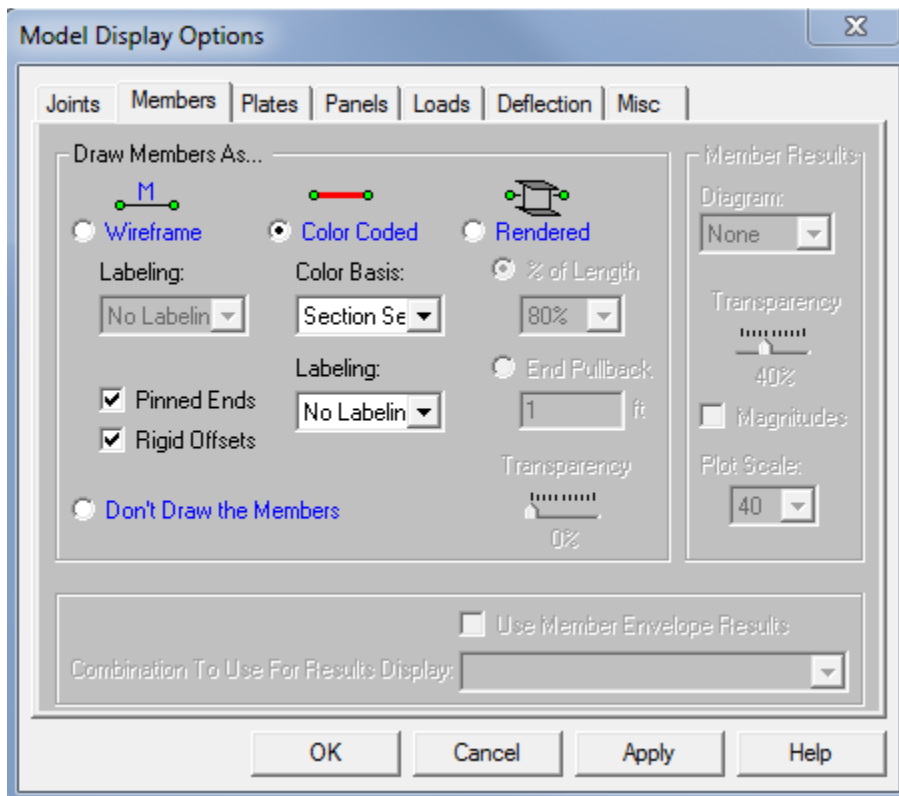 Model Display Options
Joints Members Plates Panels Loads Deflection Misc
Draw Members As...
M
Wireframe Color Coded Rendered
Labeling: Color Basis: % of Length
No Labelin Section Se 80%
Labeling: End Pullback
Pinned Ends No Labelin 1 ft
Rigid Offsets
Transparency
Don't Draw the Members
0%
Member Results
Diagram:
None
Transparency
40%
Magnitudes
Plot Scale:
40
Use Member Envelope Results
Combination To Use For Results Display:
OK Cancel Apply Help